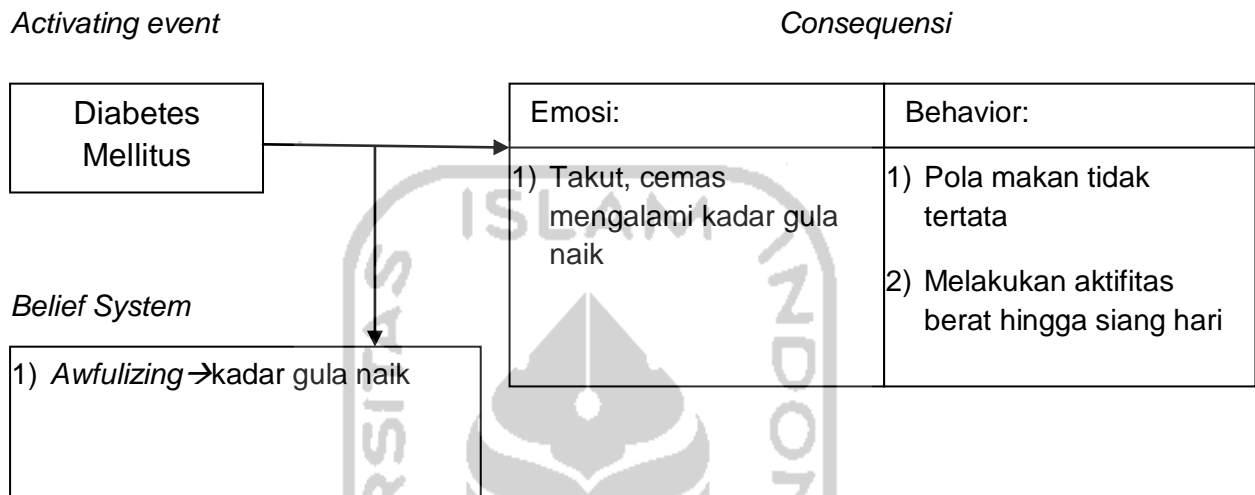 Activating event
Consequensi
Diabetes
Mellitus
Emosi:
Behavior:
1) Takut, cemas
mengalami kadar gula
naik
1) Pola makan tidak
tertata
2) Melakukan aktifitas
berat hingga siang hari
Belief System
1) Awfulizing→kadar gula naik
ISLAM